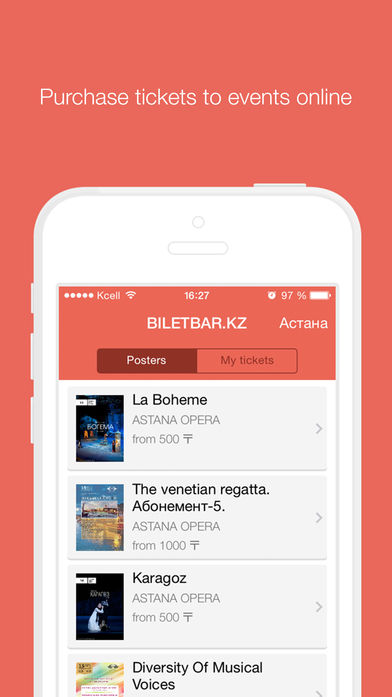 Purchase tickets to events online
Kcell 16:27 97 %
BILETBAR.KZ Астана
Posters My tickets
La Boheme
ASTANA OPERA
from 500 ₸
БОГЕМА
The venetian regatta.
Абонемент-5.
ASTANA OPERA
from 1000 ₸
Karagoz
ASTANA OPERA
from 500 ₸
КАРАГӨЗ
Diversity Of Musical
Voices